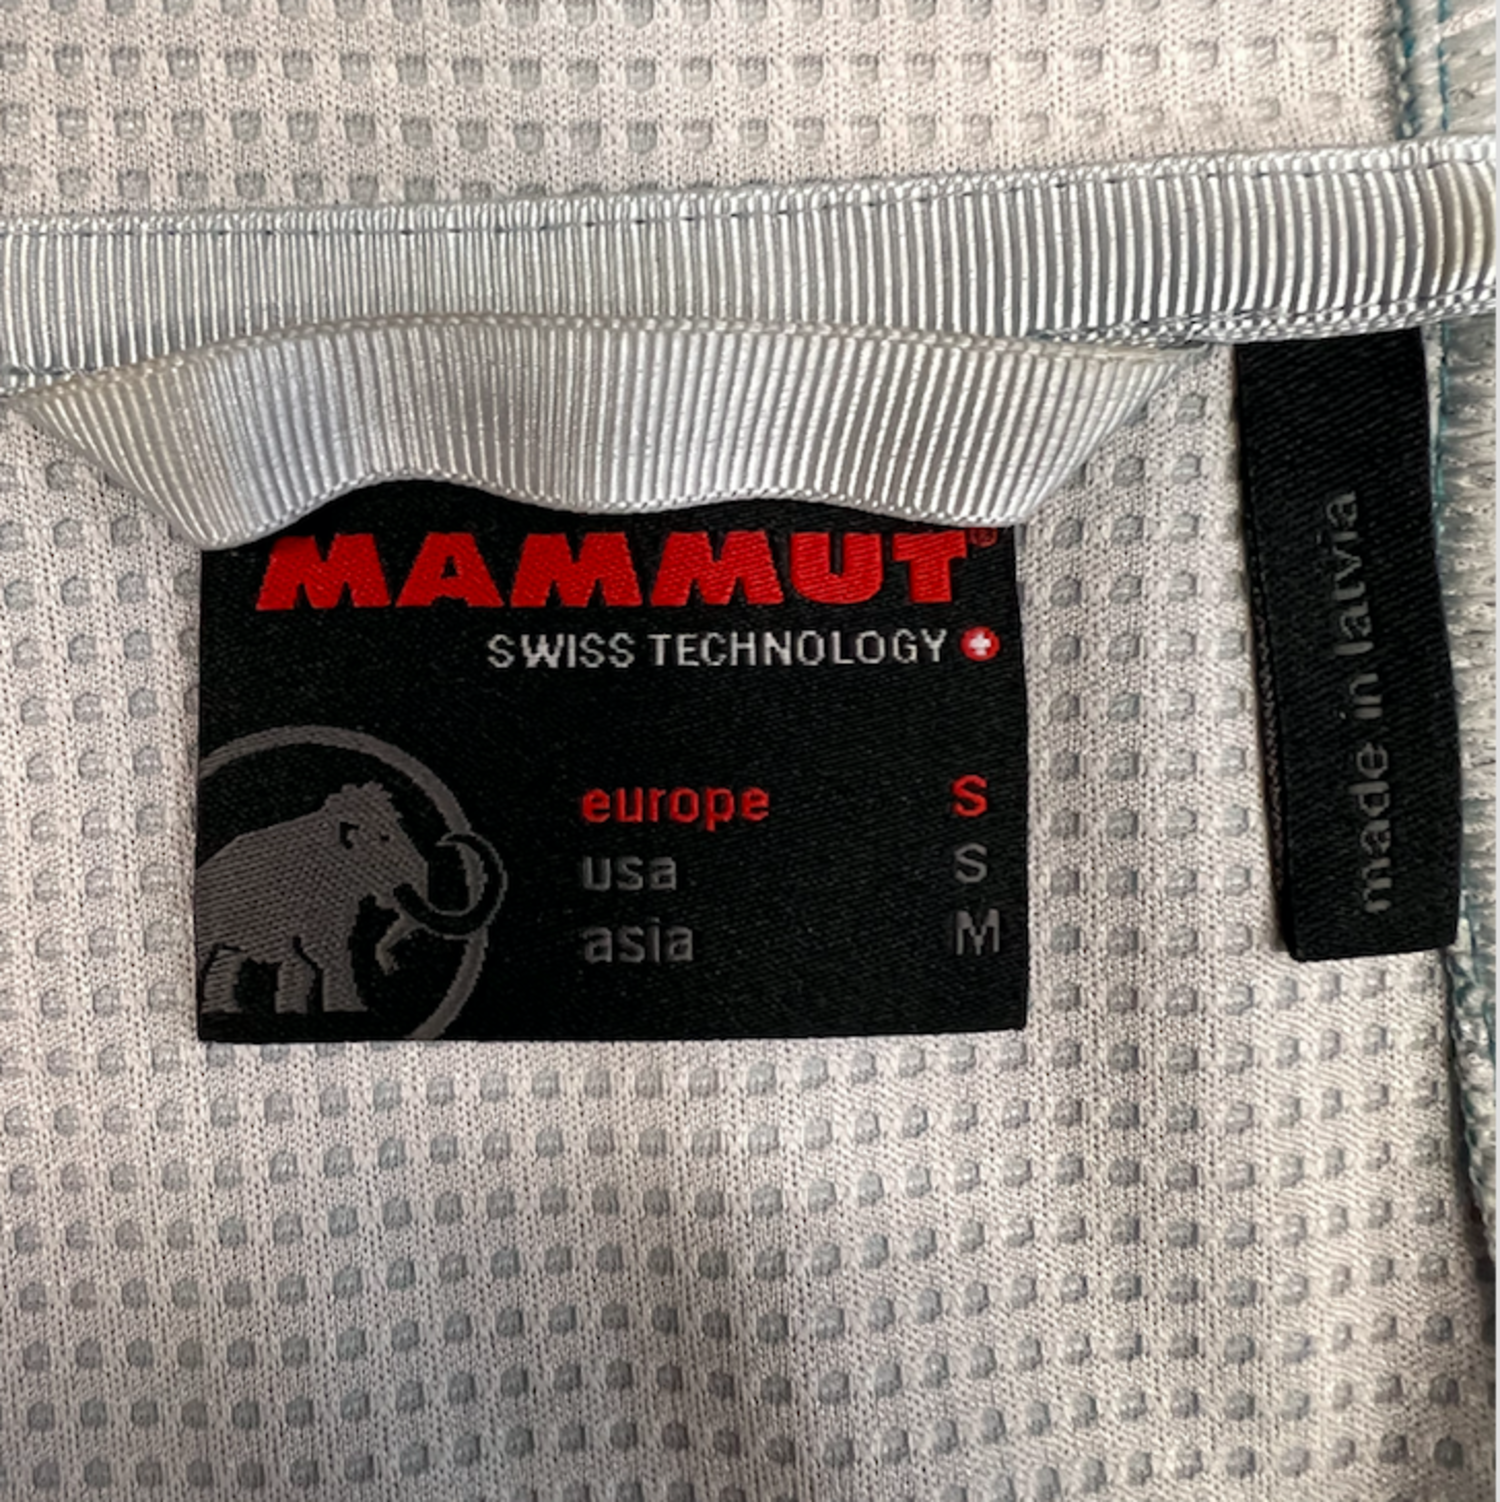 MAMMUT®
SWISS TECHNOLOGY
europe S
usa S
asia M
made in latvia